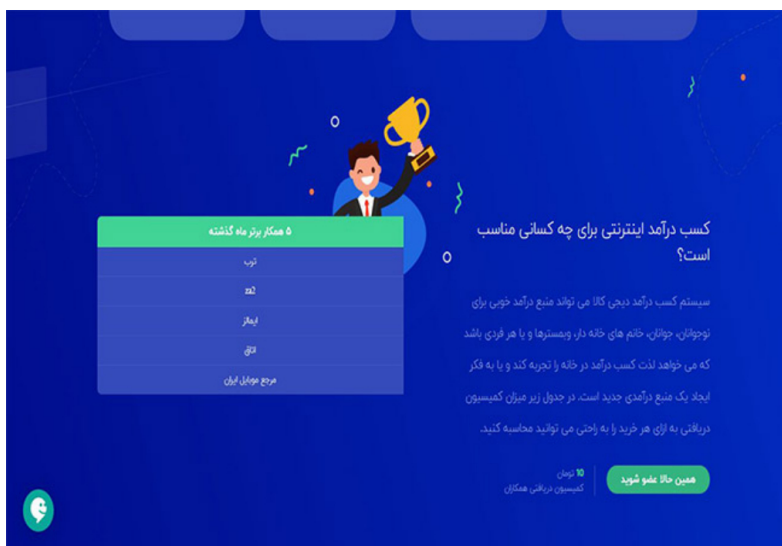 کسب درآمد اینترنتی برای چه کسانی مناسب
است؟
سیستم کسب درآمد دیجی کالا می تواند منبع درآمد خوبی برای
نوجوانان، جوانان، خانم های خانه دار، وبمسترها و یا هر فردی باشد
که می خواهد لذت کسب درآمد در خانه را تجربه کند و یا به فکر
ایجاد یک منبع درآمدی جدید است. در جدول زیر میزان کمیسیون
دریافتی به ازای هر خرید را به راحتی می توانید محاسبه کنید.
همین حالا عضو شوید
10 تومان
کمیسیون دریافتی همکاران
۵ همکار برتر ماه گذشته
ترب
za2
ایمالز
اتاق
مرجع موبایل ایران